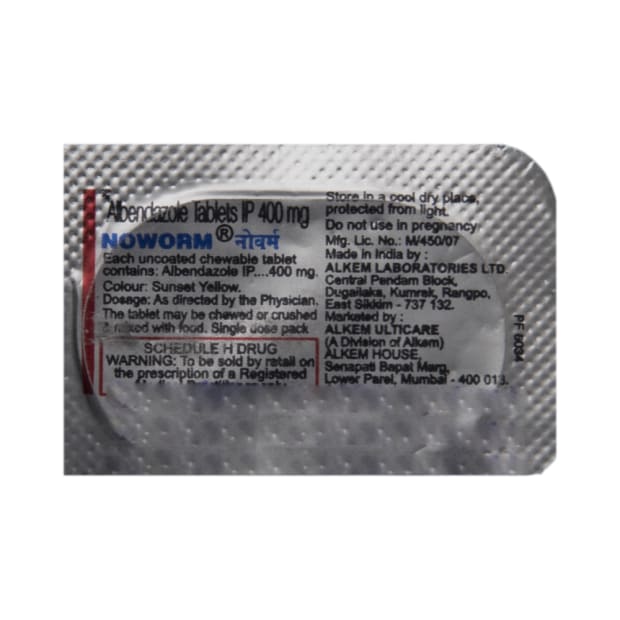 Albendazole Tablets IP 400 mg
NOWORM® नोवर्म
Each uncoated chewable tablet
contains: Albendazole IP....400 mg.
Colour: Sunset Yellow.
Dosage: As directed by the Physician.
The tablet may be chewed or crushed
& mixed with food. Single dose pack
SCHEDULE H DRUG
WARNING: To be sold by retail on
the prescription of a Registered
Store in a cool dry place,
protected from light.
Do not use in pregnancy
Mfg. Lic. No.: M/450/07
Made in India by :
ALKEM LABORATORIES LTD.
Central Pendam Block,
Dugailaka, Kumrek, Rangpo,
East Sikkim - 737 132.
Marketed by :
ALKEM ULTICARE
(A Division of Alkem)
ALKEM HOUSE,
Senapati Bapat Marg,
Lower Parel, Mumbai - 400 013.
PF 6034